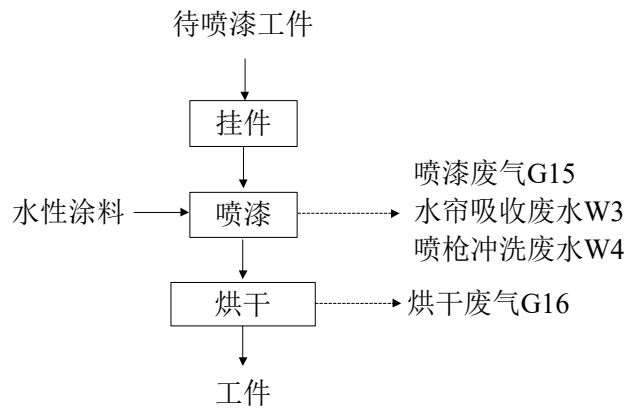 待喷漆工件
挂件
喷漆废气G15
水性涂料
喷漆
水帘吸收废水W3
喷枪冲洗废水W4
烘干
烘干废气G16
工件